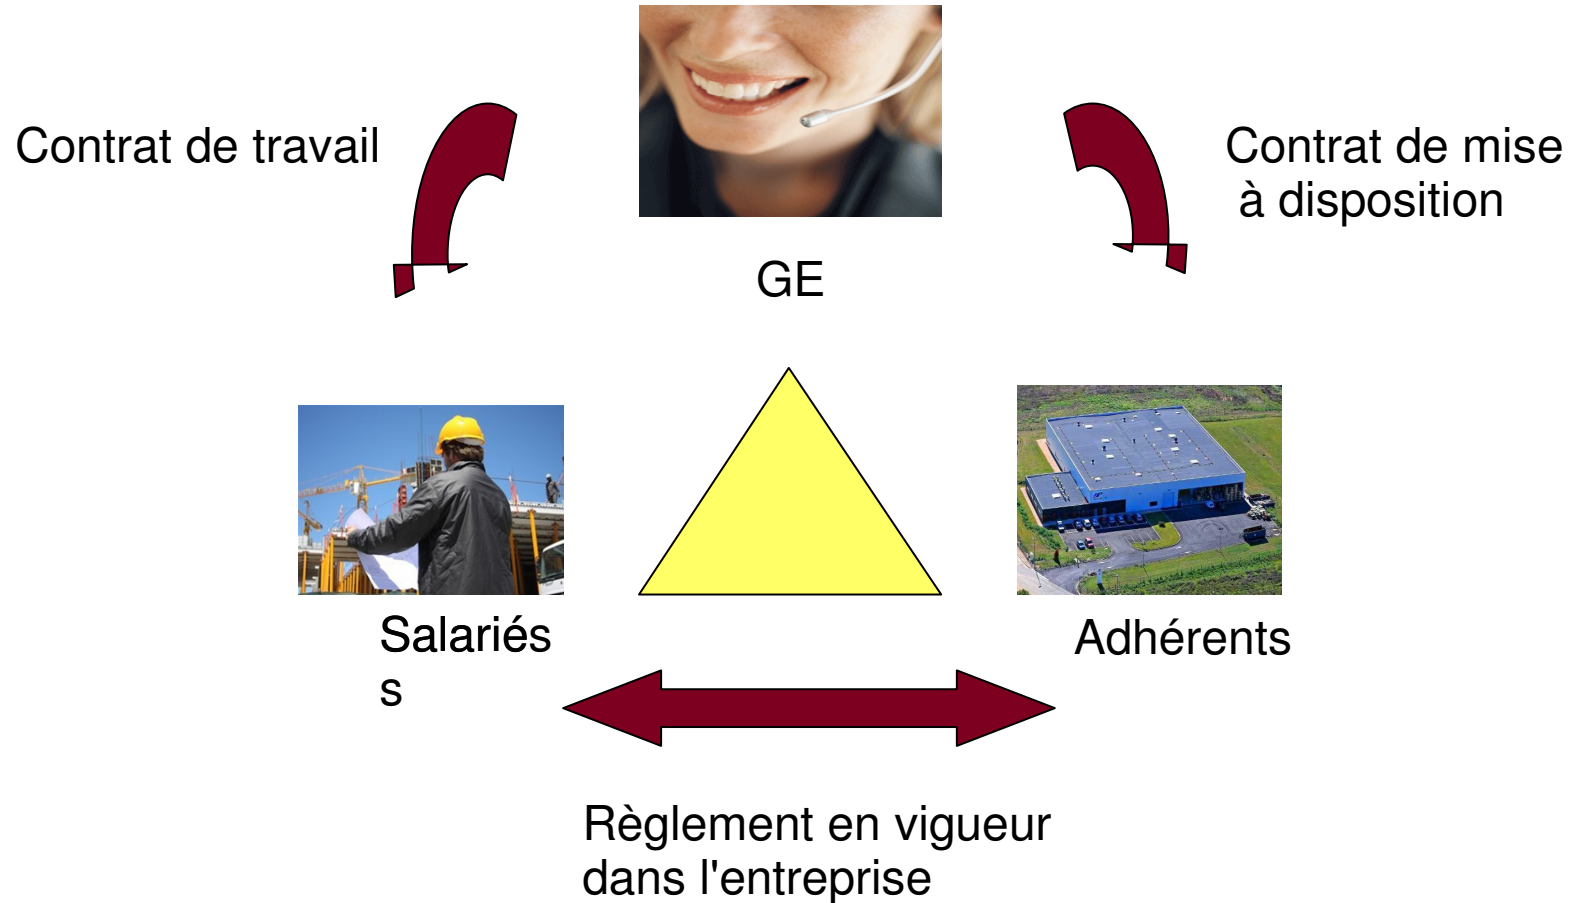 Contrat de travail
Contrat de mise
à disposition
GE
Salariés
s
Adhérents
Règlement en vigueur
dans l'entreprise